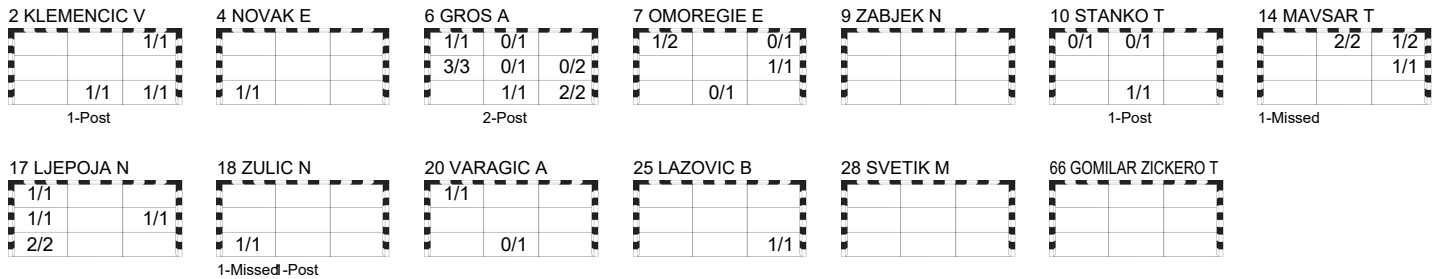 2 KLEMENCIC V 4 NOVAK E 6 GROS A 7 OMOREGIE E 9 ZABJEK N 10 STANKO T 14 MAVSAR T
1/1 1/1 0/1 1/2 0/1 0/1 0/1 2/2 1/2
3/3 0/1 0/2 1/1 1/1
1/1 1/1 1/1 1/1 2/2 0/1 1/1
1-Post 2-Post 1-Post 1-Missed
17 LJEPOJA N 18 ZULIC N 20 VARAGIC A 25 LAZOVIC B 28 SVETIK M 66 GOMILAR ZICKERO T
1/1 1/1
1/1 1/1
2/2 1/1 0/1 1/1
1-Missed 1-Post